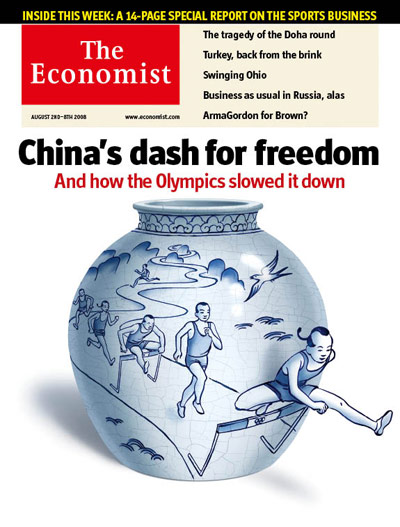 INSIDE THIS WEEK: A 14-PAGE SPECIAL REPORT ON THE SPORTS BUSINESS
The
Economist
AUGUST 2ND–8TH 2008
www.economist.com
The tragedy of the Doha round
Turkey, back from the brink
Swinging Ohio
Business as usual in Russia, alas
ArmaGordon for Brown?
China's dash for freedom
And how the Olympics slowed it down